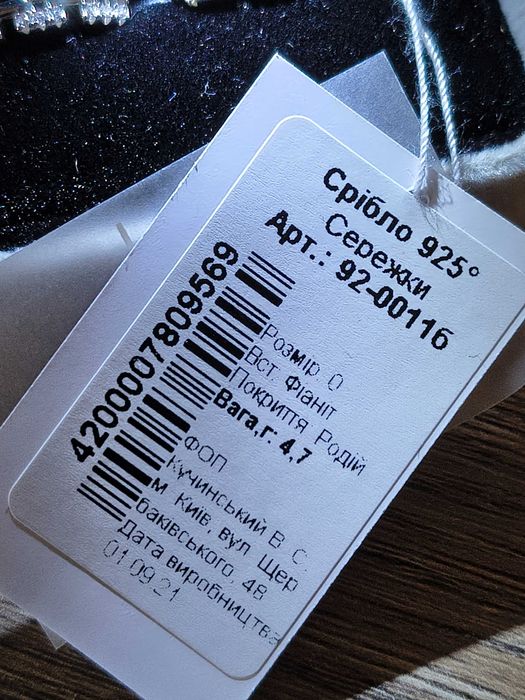 Срібло 925°
Сережки
Арт.: 92-00116
4200007809569
Розмір: 0
Вст. Фіаніт
Покриття Родій
Вага,г: 4,7
ФОП
Кучинський В. С.
м. Київ, вул. Щер
баківського, 48
Дата виробництва
01.09.21